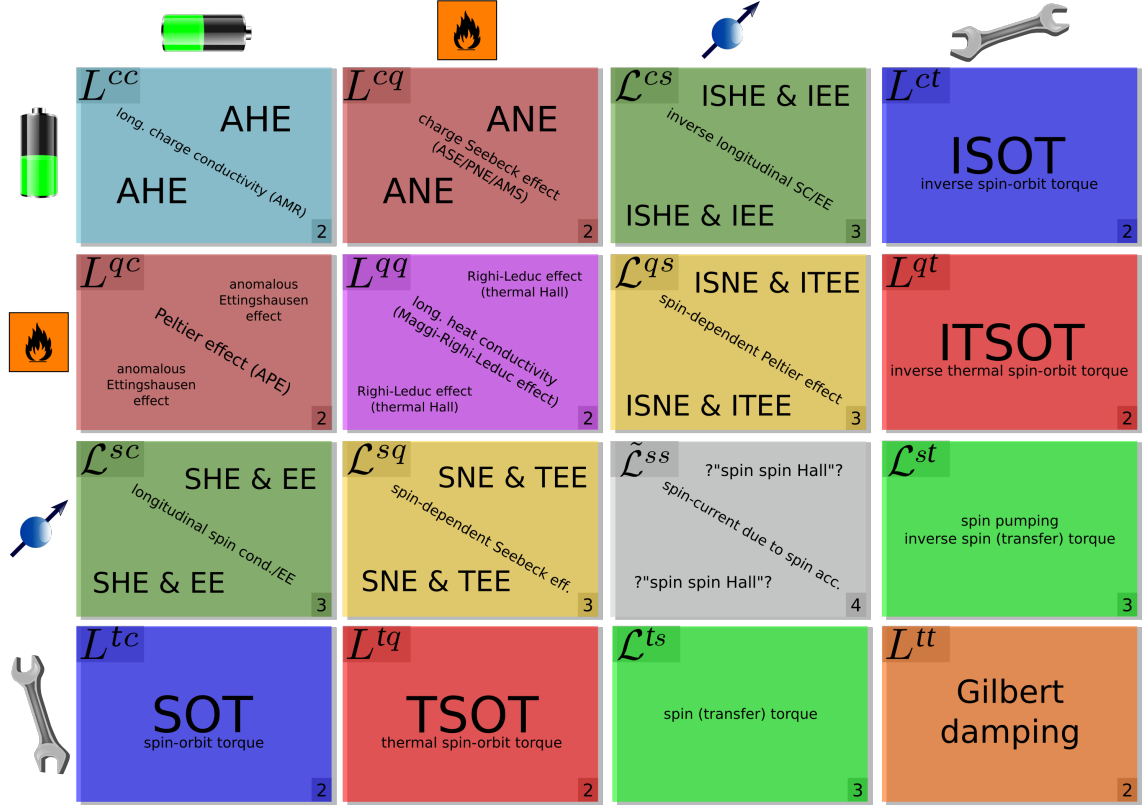 L^{cc}
AHE
long. charge conductivity (AMR)
AHE
2
L^{cq}
ANE
charge Seebeck effect
(ASE/PNE/AMS)
ANE
2
ℒ^{cs}
ISHE & IEE
inverse longitudinal SC/EE
ISHE & IEE
3
L^{ct}
ISOT
inverse spin-orbit torque
2
L^{qc}
anomalous
Ettingshausen
effect
Peltier effect (APE)
anomalous
Ettingshausen
effect
2
L^{qq}
Righi-Leduc effect
(thermal Hall)
long. heat conductivity
(Maggi-Righi-Leduc effect)
Righi-Leduc effect
(thermal Hall)
2
ℒ^{qs}
ISNE & ITEE
spin-dependent Peltier effect
ISNE & ITEE
3
L^{qt}
ITSOT
inverse thermal spin-orbit torque
2
ℒ^{sc}
SHE & EE
longitudinal spin cond./EE
SHE & EE
3
ℒ^{sq}
SNE & TEE
spin-dependent Seebeck eff.
SNE & TEE
3
ℒ̃^{ss}
?"spin spin Hall"?
spin-current due to spin acc.
?"spin spin Hall"?
4
ℒ^{st}
spin pumping
inverse spin (transfer) torque
3
L^{tc}
SOT
spin-orbit torque
2
L^{tq}
TSOT
thermal spin-orbit torque
2
ℒ^{ts}
spin (transfer) torque
3
L^{tt}
Gilbert
damping
2